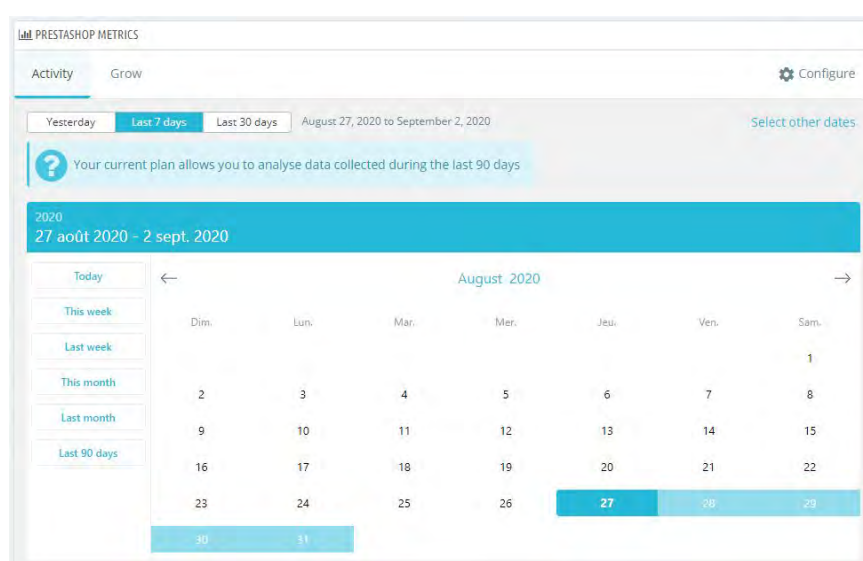 PRESTASHOP METRICS
Activity Grow Configure
Yesterday Last 7 days Last 30 days August 27, 2020 to September 2, 2020 Select other dates
? Your current plan allows you to analyse data collected during the last 90 days
2020
27 août 2020 - 2 sept. 2020
Today ← August 2020 →
This week
Dim. Lun. Mar. Mer. Jeu. Ven. Sam.
Last week
1
This month
2 3 4 5 6 7 8
Last month
9 10 11 12 13 14 15
Last 90 days
16 17 18 19 20 21 22
23 24 25 26 27 28 29
30 31